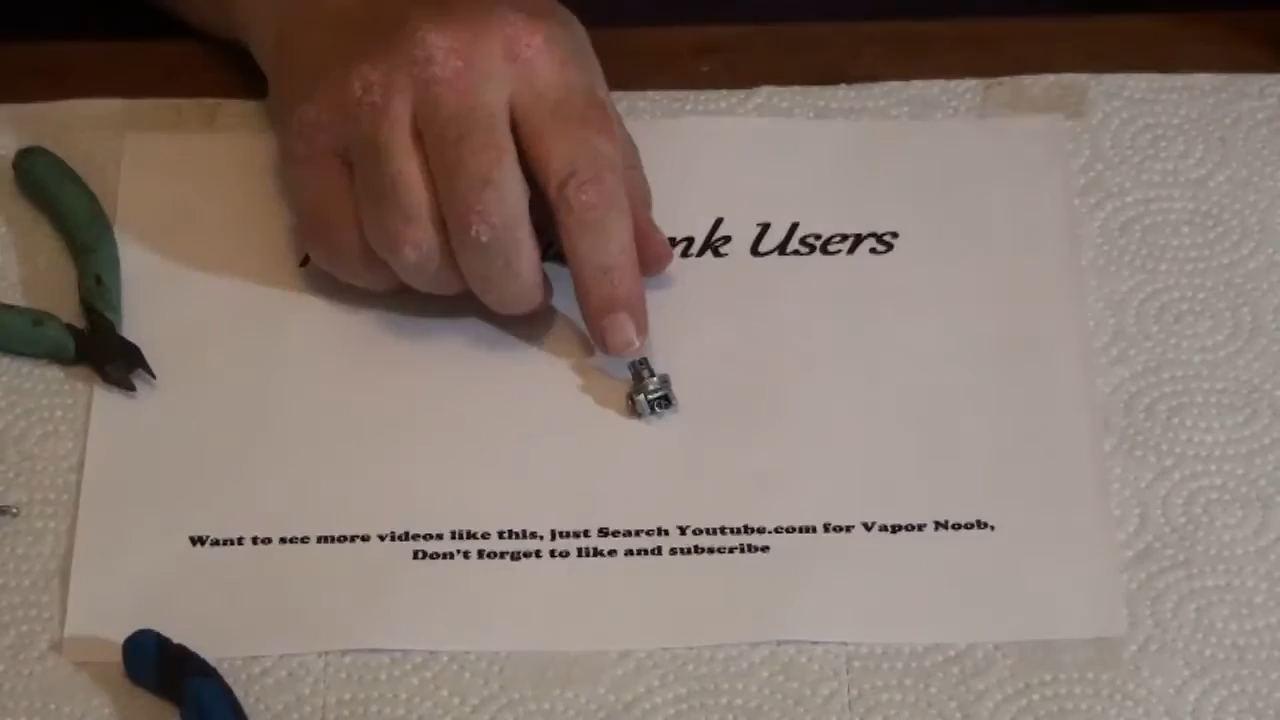 Users
Want to see more videos like this, Just Search Youtube.com for Vapor Noob,
Don't forget to like and subscribe